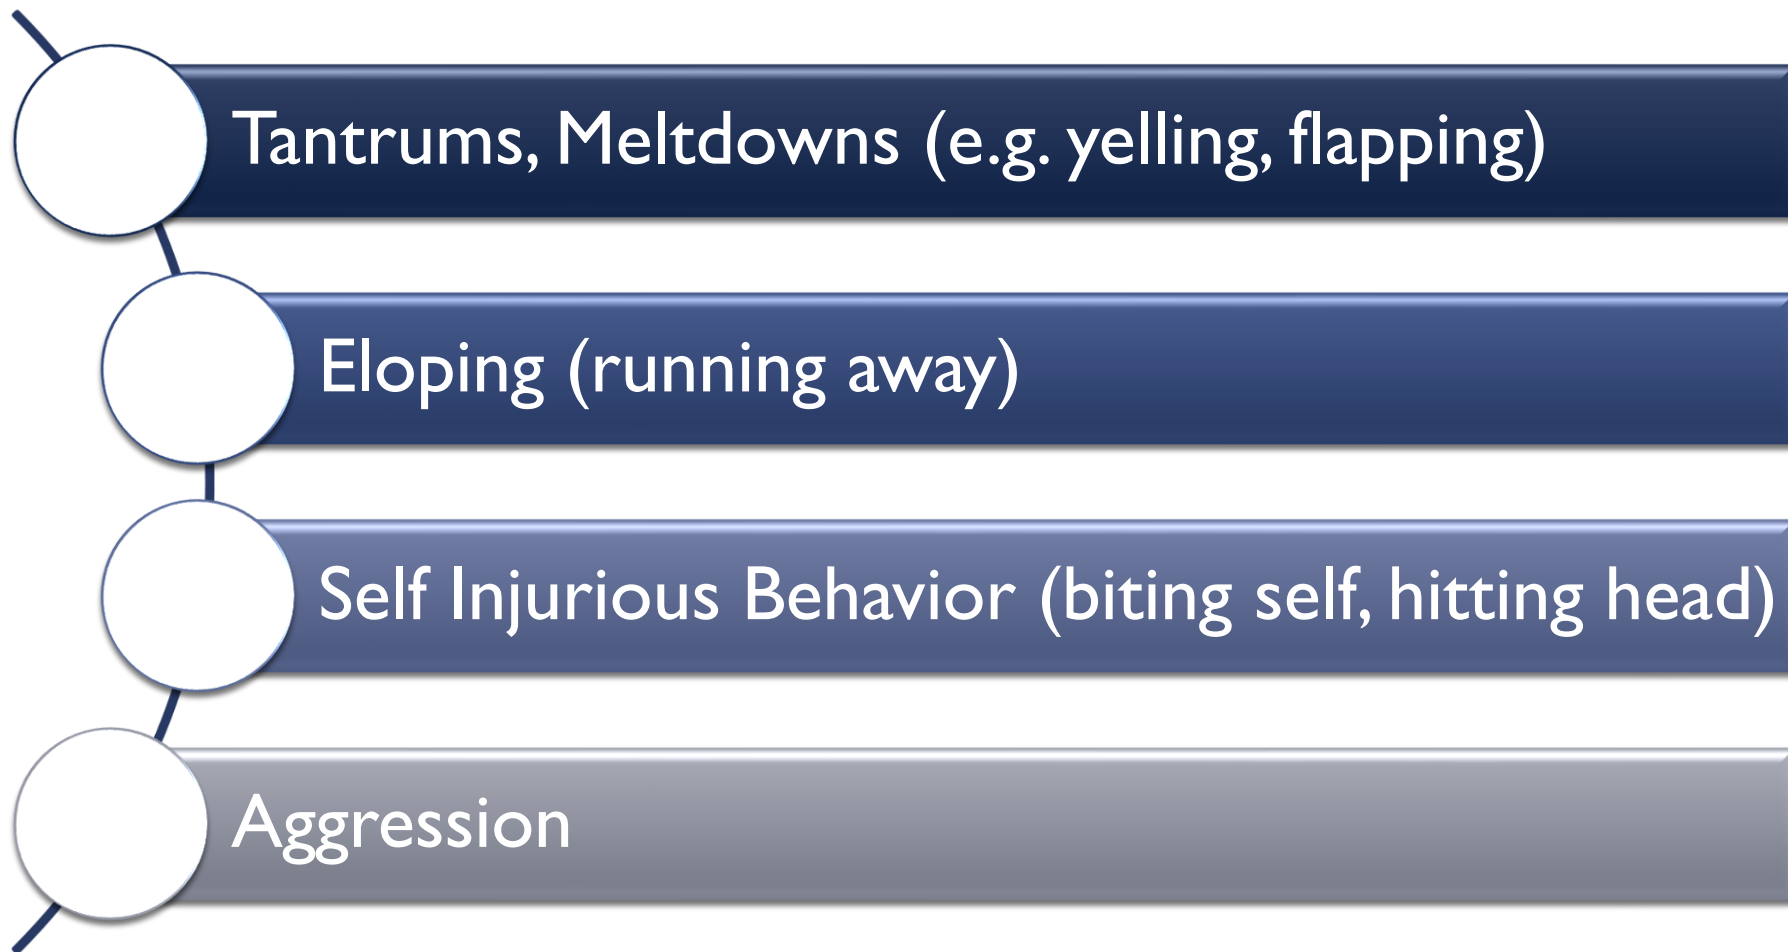 Tantrums, Meltdowns (e.g. yelling, flapping)
Eloping (running away)
Self Injurious Behavior (biting self, hitting head)
Aggression